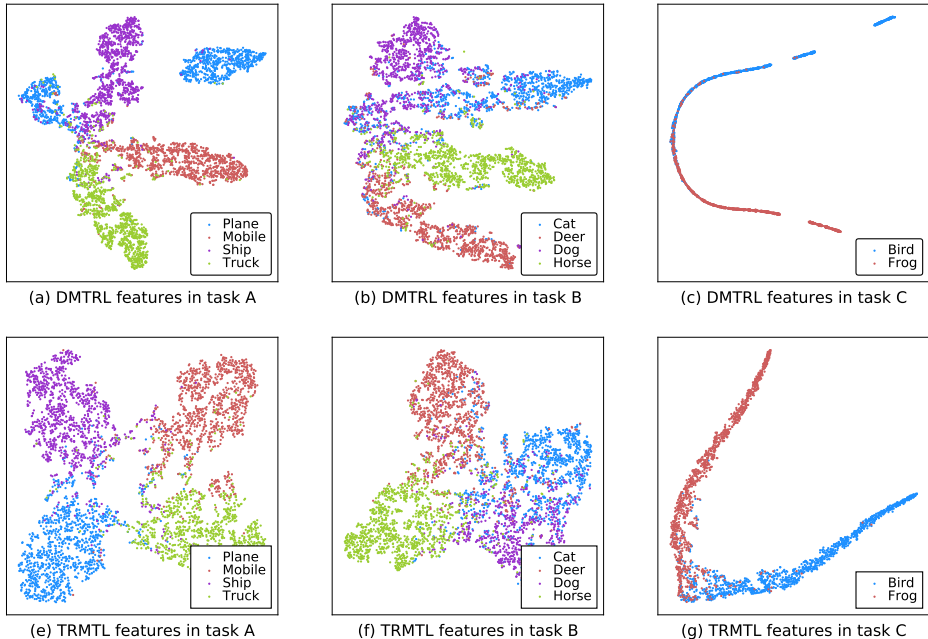 Plane
Mobile
Ship
Truck
Cat
Deer
Dog
Horse
Bird
Frog
(a) DMTRL features in task A
(b) DMTRL features in task B
(c) DMTRL features in task C
Plane
Mobile
Ship
Truck
Cat
Deer
Dog
Horse
Bird
Frog
(e) TRMTL features in task A
(f) TRMTL features in task B
(g) TRMTL features in task C